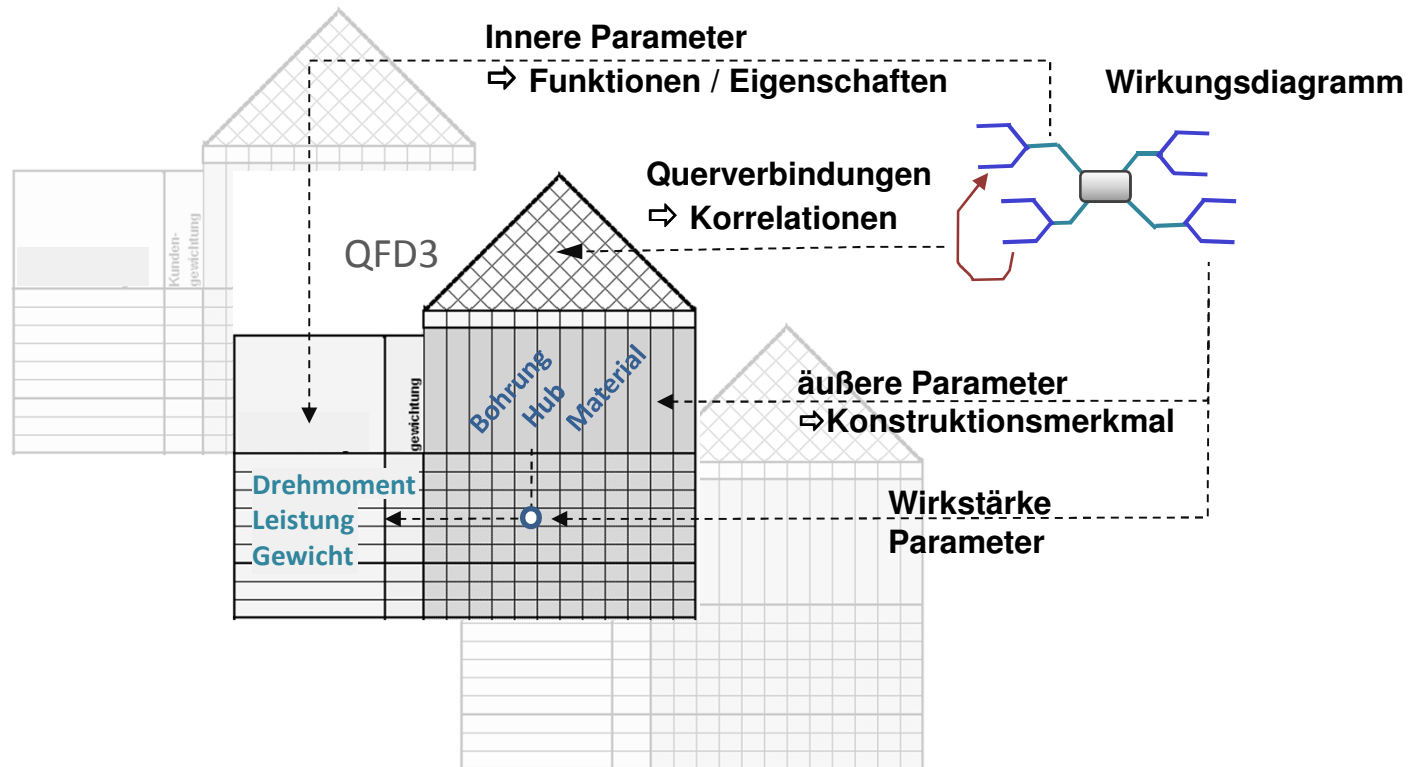 Innere Parameter
⇨ Funktionen / Eigenschaften
Wirkungsdiagramm
Querverbindungen
⇨ Korrelationen
Kunden-
gewichtung
QFD3
Bohrung
Hub
Material
gewichtung
äußere Parameter
⇨Konstruktionsmerkmal
Drehmoment
Leistung
Gewicht
Wirkstärke
Parameter